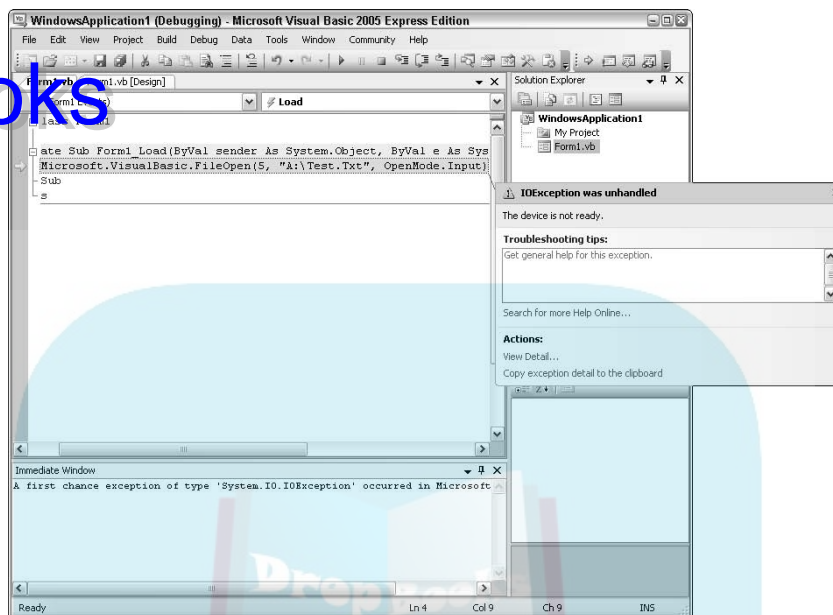 WindowsApplication1 (Debugging) - Microsoft Visual Basic 2005 Express Edition
File Edit View Project Build Debug Data Tools Window Community Help
Form1.vb Form1.vb [Design]
Load
ate Sub Form1_Load(ByVal sender As System.Object, ByVal e As Sys
Microsoft.VisualBasic.FileOpen(5, "A:\Test.Txt", OpenMode.Input)
Sub
s
Solution Explorer
WindowsApplication1
My Project
Form1.vb
IOException was unhandled
The device is not ready.
Troubleshooting tips:
Get general help for this exception.
Search for more Help Online...
Actions:
View Detail...
Copy exception detail to the clipboard
Immediate Window
A first chance exception of type 'System.IO.IOException' occurred in Microsoft
Drop Books
Ready Ln 4 Col 9 Ch 9 INS
oks